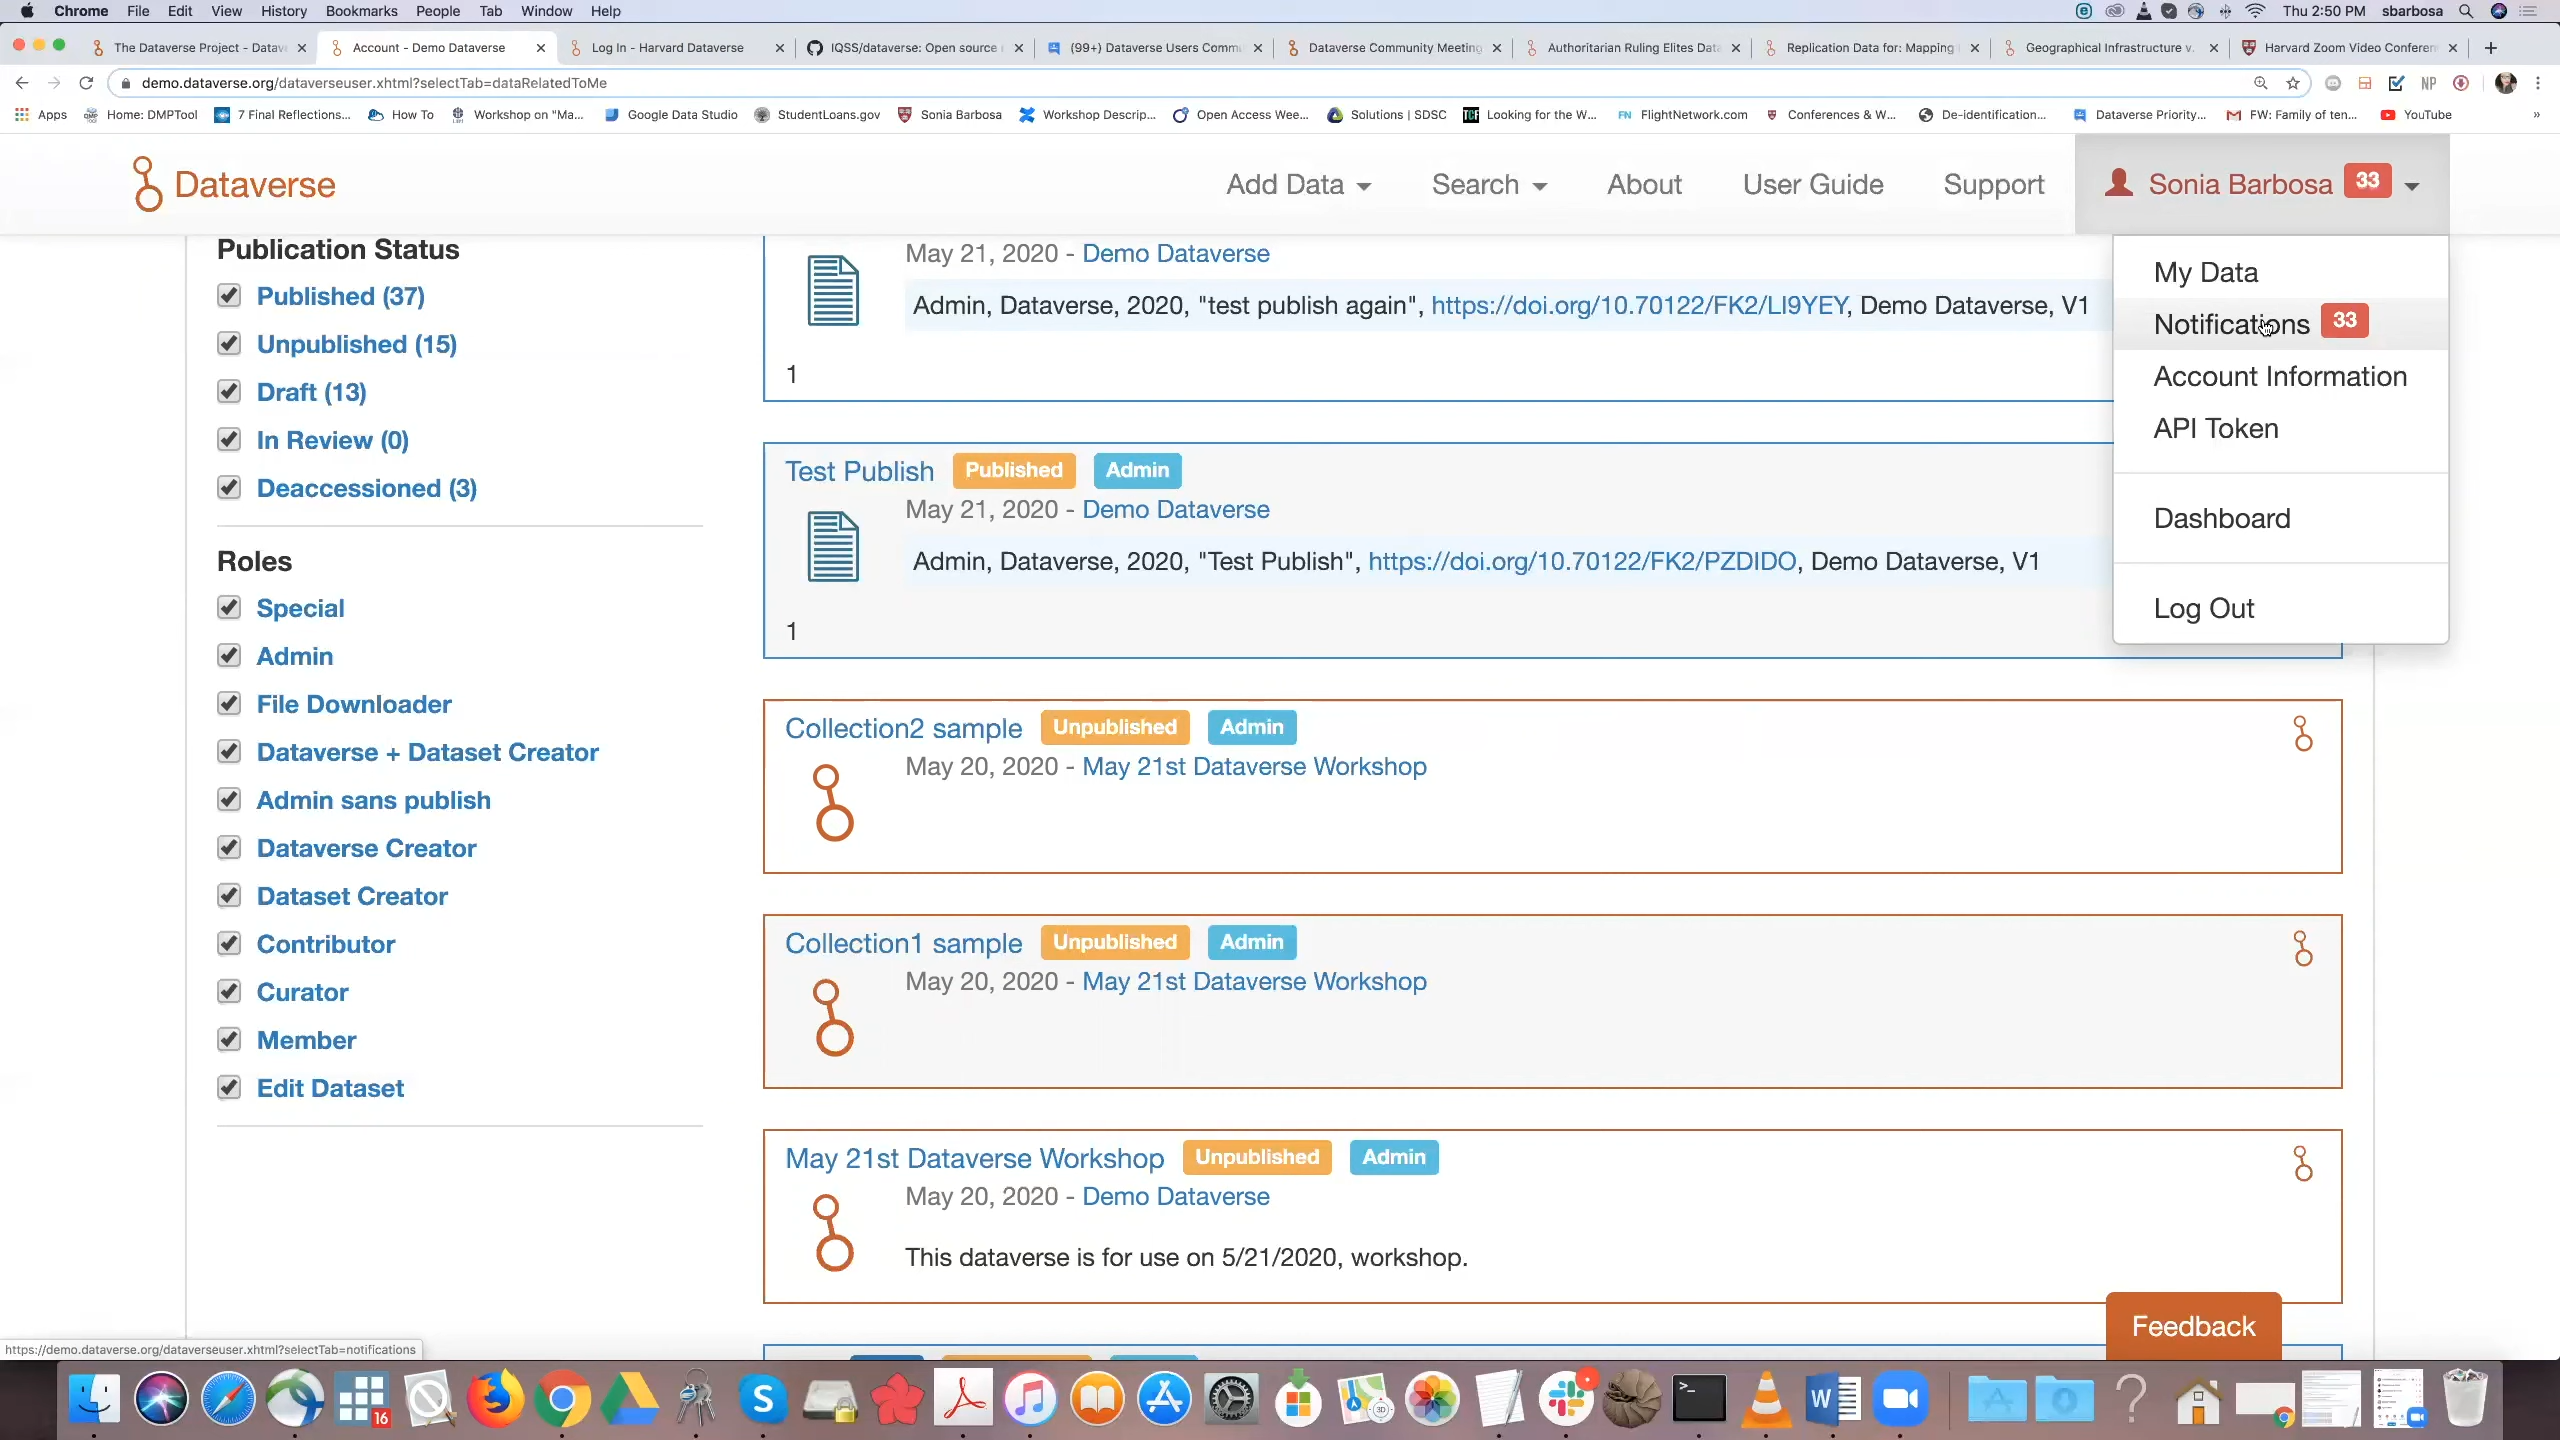 Chrome File Edit View History Bookmarks People Tab Window Help
Thu 2:50 PM sbarbosa
The Dataverse Project - Datav
Account - Demo Dataverse
Log In - Harvard Dataverse
IQSS/dataverse: Open source
(99+) Dataverse Users Commu
Dataverse Community Meeting
Authoritarian Ruling Elites Data
Replication Data for: Mapping
Geographical Infrastructure v.
Harvard Zoom Video Conferen
demo.dataverse.org/dataverseuser.xhtml?selectTab=dataRelatedToMe
NP
Apps Home: DMPTool 7 Final Reflections... How To Workshop on "Ma... Google Data Studio StudentLoans.gov Sonia Barbosa Workshop Descrip... Open Access Wee... Solutions | SDSC TCF Looking for the W... FN FlightNetwork.com Conferences & W... De-identification... Dataverse Priority... FW: Family of ten... YouTube »
Dataverse
Add Data Search About User Guide Support Sonia Barbosa 33
My Data
Notifications 33
Account Information
API Token
Dashboard
Log Out
Publication Status
Published (37)
Unpublished (15)
Draft (13)
In Review (0)
Deaccessioned (3)
Roles
Special
Admin
File Downloader
Dataverse + Dataset Creator
Admin sans publish
Dataverse Creator
Dataset Creator
Contributor
Curator
Member
Edit Dataset
May 21, 2020 - Demo Dataverse
Admin, Dataverse, 2020, "test publish again", https://doi.org/10.70122/FK2/LI9YEY, Demo Dataverse, V1
1
Test Publish Published Admin
May 21, 2020 - Demo Dataverse
Admin, Dataverse, 2020, "Test Publish", https://doi.org/10.70122/FK2/PZDIDO, Demo Dataverse, V1
1
Collection2 sample Unpublished Admin
May 20, 2020 - May 21st Dataverse Workshop
Collection1 sample Unpublished Admin
May 20, 2020 - May 21st Dataverse Workshop
May 21st Dataverse Workshop Unpublished Admin
May 20, 2020 - Demo Dataverse
This dataverse is for use on 5/21/2020, workshop.
Feedback
https://demo.dataverse.org/dataverseuser.xhtml?selectTab=notifications
16